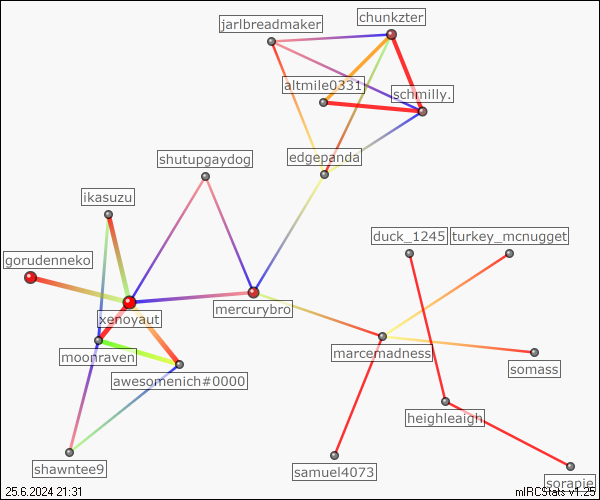 jarlbreadmaker
chunkzter
altmile0331
schmilly.
shutupgaydog
edgepanda
ikasuzu
duck_1245
turkey_mcnugget
gorudenneko
xenoyaut
mercurybro
moonraven
marcemadness
awesomenich#0000
somass
heighleaigh
shawntee9
samuel4073
sorapie
25.6.2024 21:31
mIRCStats v1.25